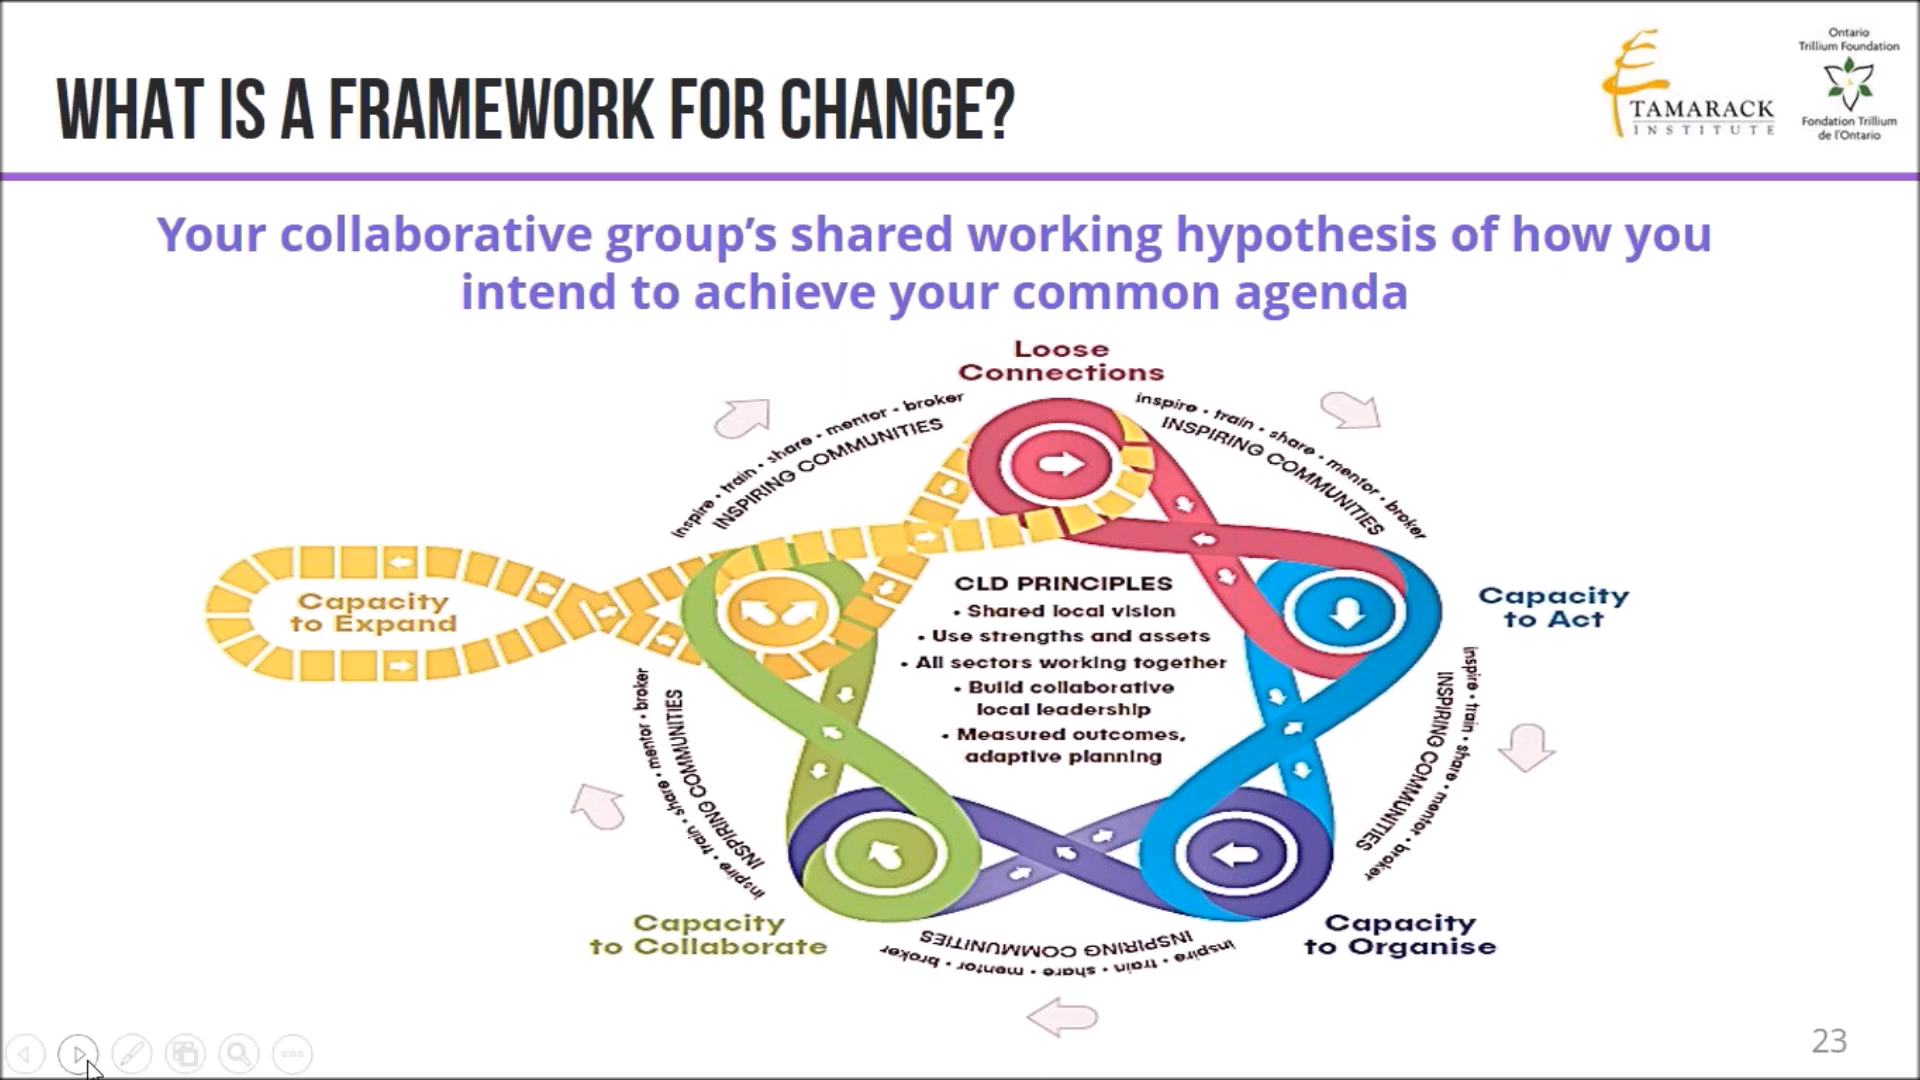 WHAT IS A FRAMEWORK FOR CHANGE?
TAMARACK
INSTITUTE
Ontario
Trillium Foundation
Fondation Trillium
de l'Ontario
Your collaborative group's shared working hypothesis of how you
intend to achieve your common agenda
Loose
Connections
inspire • train • share • mentor • broker
INSPIRING COMMUNITIES
inspire • train • share • mentor • broker
INSPIRING COMMUNITIES
Capacity
to Expand
CLD PRINCIPLES
• Shared local vision
• Use strengths and assets
• All sectors working together
• Build collaborative
local leadership
• Measured outcomes,
adaptive planning
Capacity
to Act
inspire • train • share • mentor • broker
INSPIRING COMMUNITIES
inspire • train • share • mentor • broker
INSPIRING COMMUNITIES
Capacity
to Collaborate
Capacity
to Organise
INSPIRING COMMUNITIES
inspire • train • share • mentor • broker
23